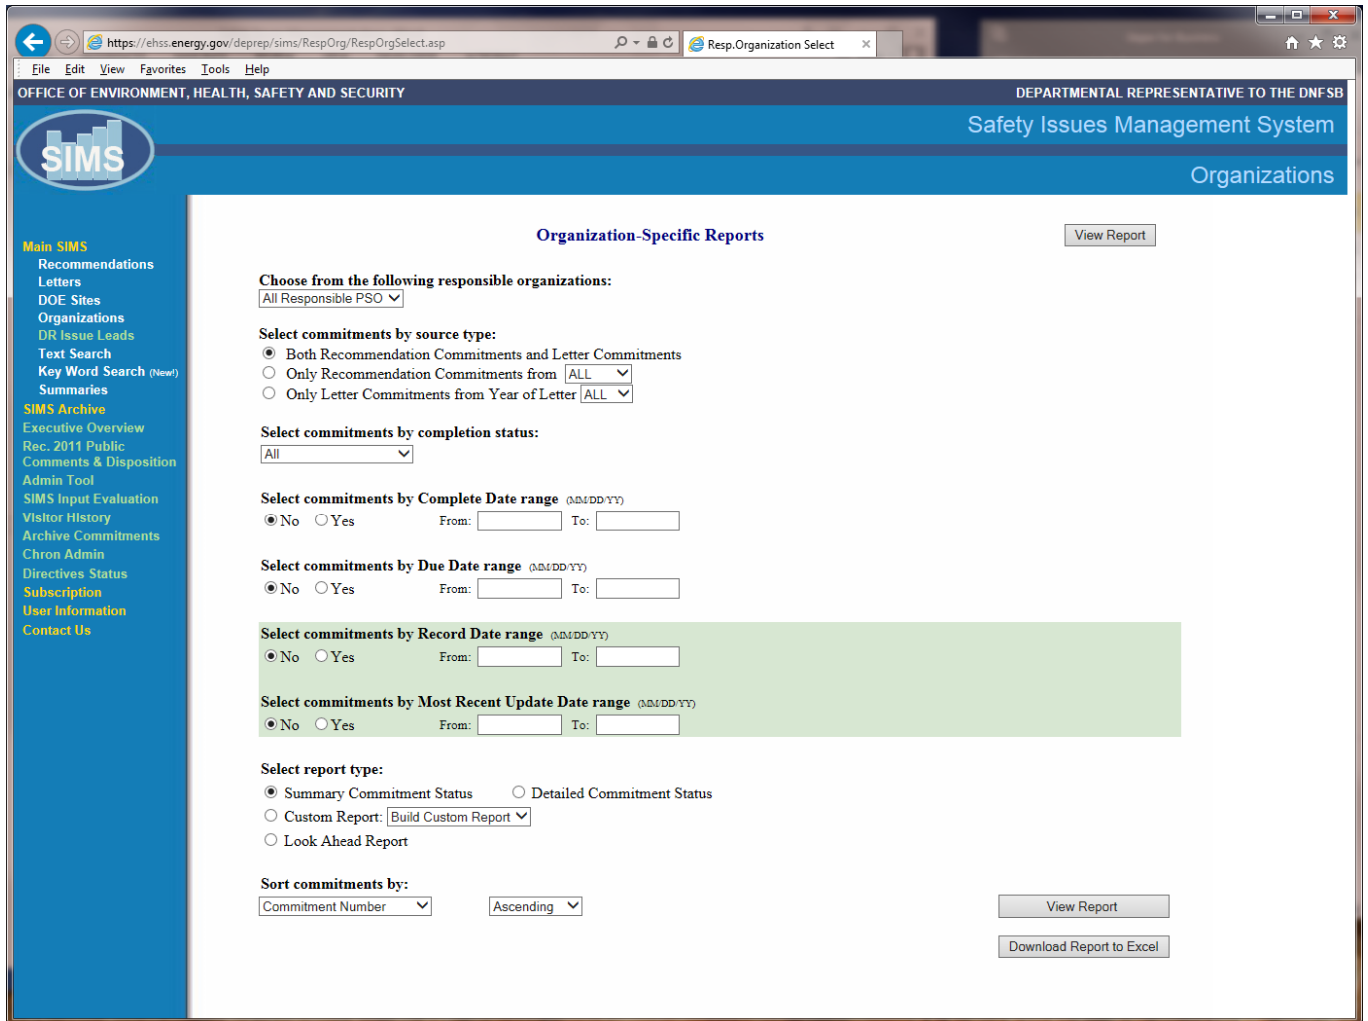 https://ehss.energy.gov/deprep/sims/RespOrg/RespOrgSelect.asp
Resp.Organization Select
File Edit View Favorites Tools Help
OFFICE OF ENVIRONMENT, HEALTH, SAFETY AND SECURITY
DEPARTMENTAL REPRESENTATIVE TO THE DNFSB
SIMS
Safety Issues Management System
Organizations
Main SIMS
Recommendations
Letters
DOE Sites
Organizations
DR Issue Leads
Text Search
Key Word Search (New!)
Summaries
SIMS Archive
Executive Overview
Rec. 2011 Public
Comments & Disposition
Admin Tool
SIMS Input Evaluation
Visitor History
Archive Commitments
Chron Admin
Directives Status
Subscription
User Information
Contact Us
Organization-Specific Reports
View Report
Choose from the following responsible organizations:
All Responsible PSO
Select commitments by source type:
Both Recommendation Commitments and Letter Commitments
Only Recommendation Commitments from ALL
Only Letter Commitments from Year of Letter ALL
Select commitments by completion status:
All
Select commitments by Complete Date range (MM/DD/YY)
No Yes From: To:
Select commitments by Due Date range (MM/DD/YY)
No Yes From: To:
Select commitments by Record Date range (MM/DD/YY)
No Yes From: To:
Select commitments by Most Recent Update Date range (MM/DD/YY)
No Yes From: To:
Select report type:
Summary Commitment Status Detailed Commitment Status
Custom Report: Build Custom Report
Look Ahead Report
Sort commitments by:
Commitment Number Ascending
View Report
Download Report to Excel